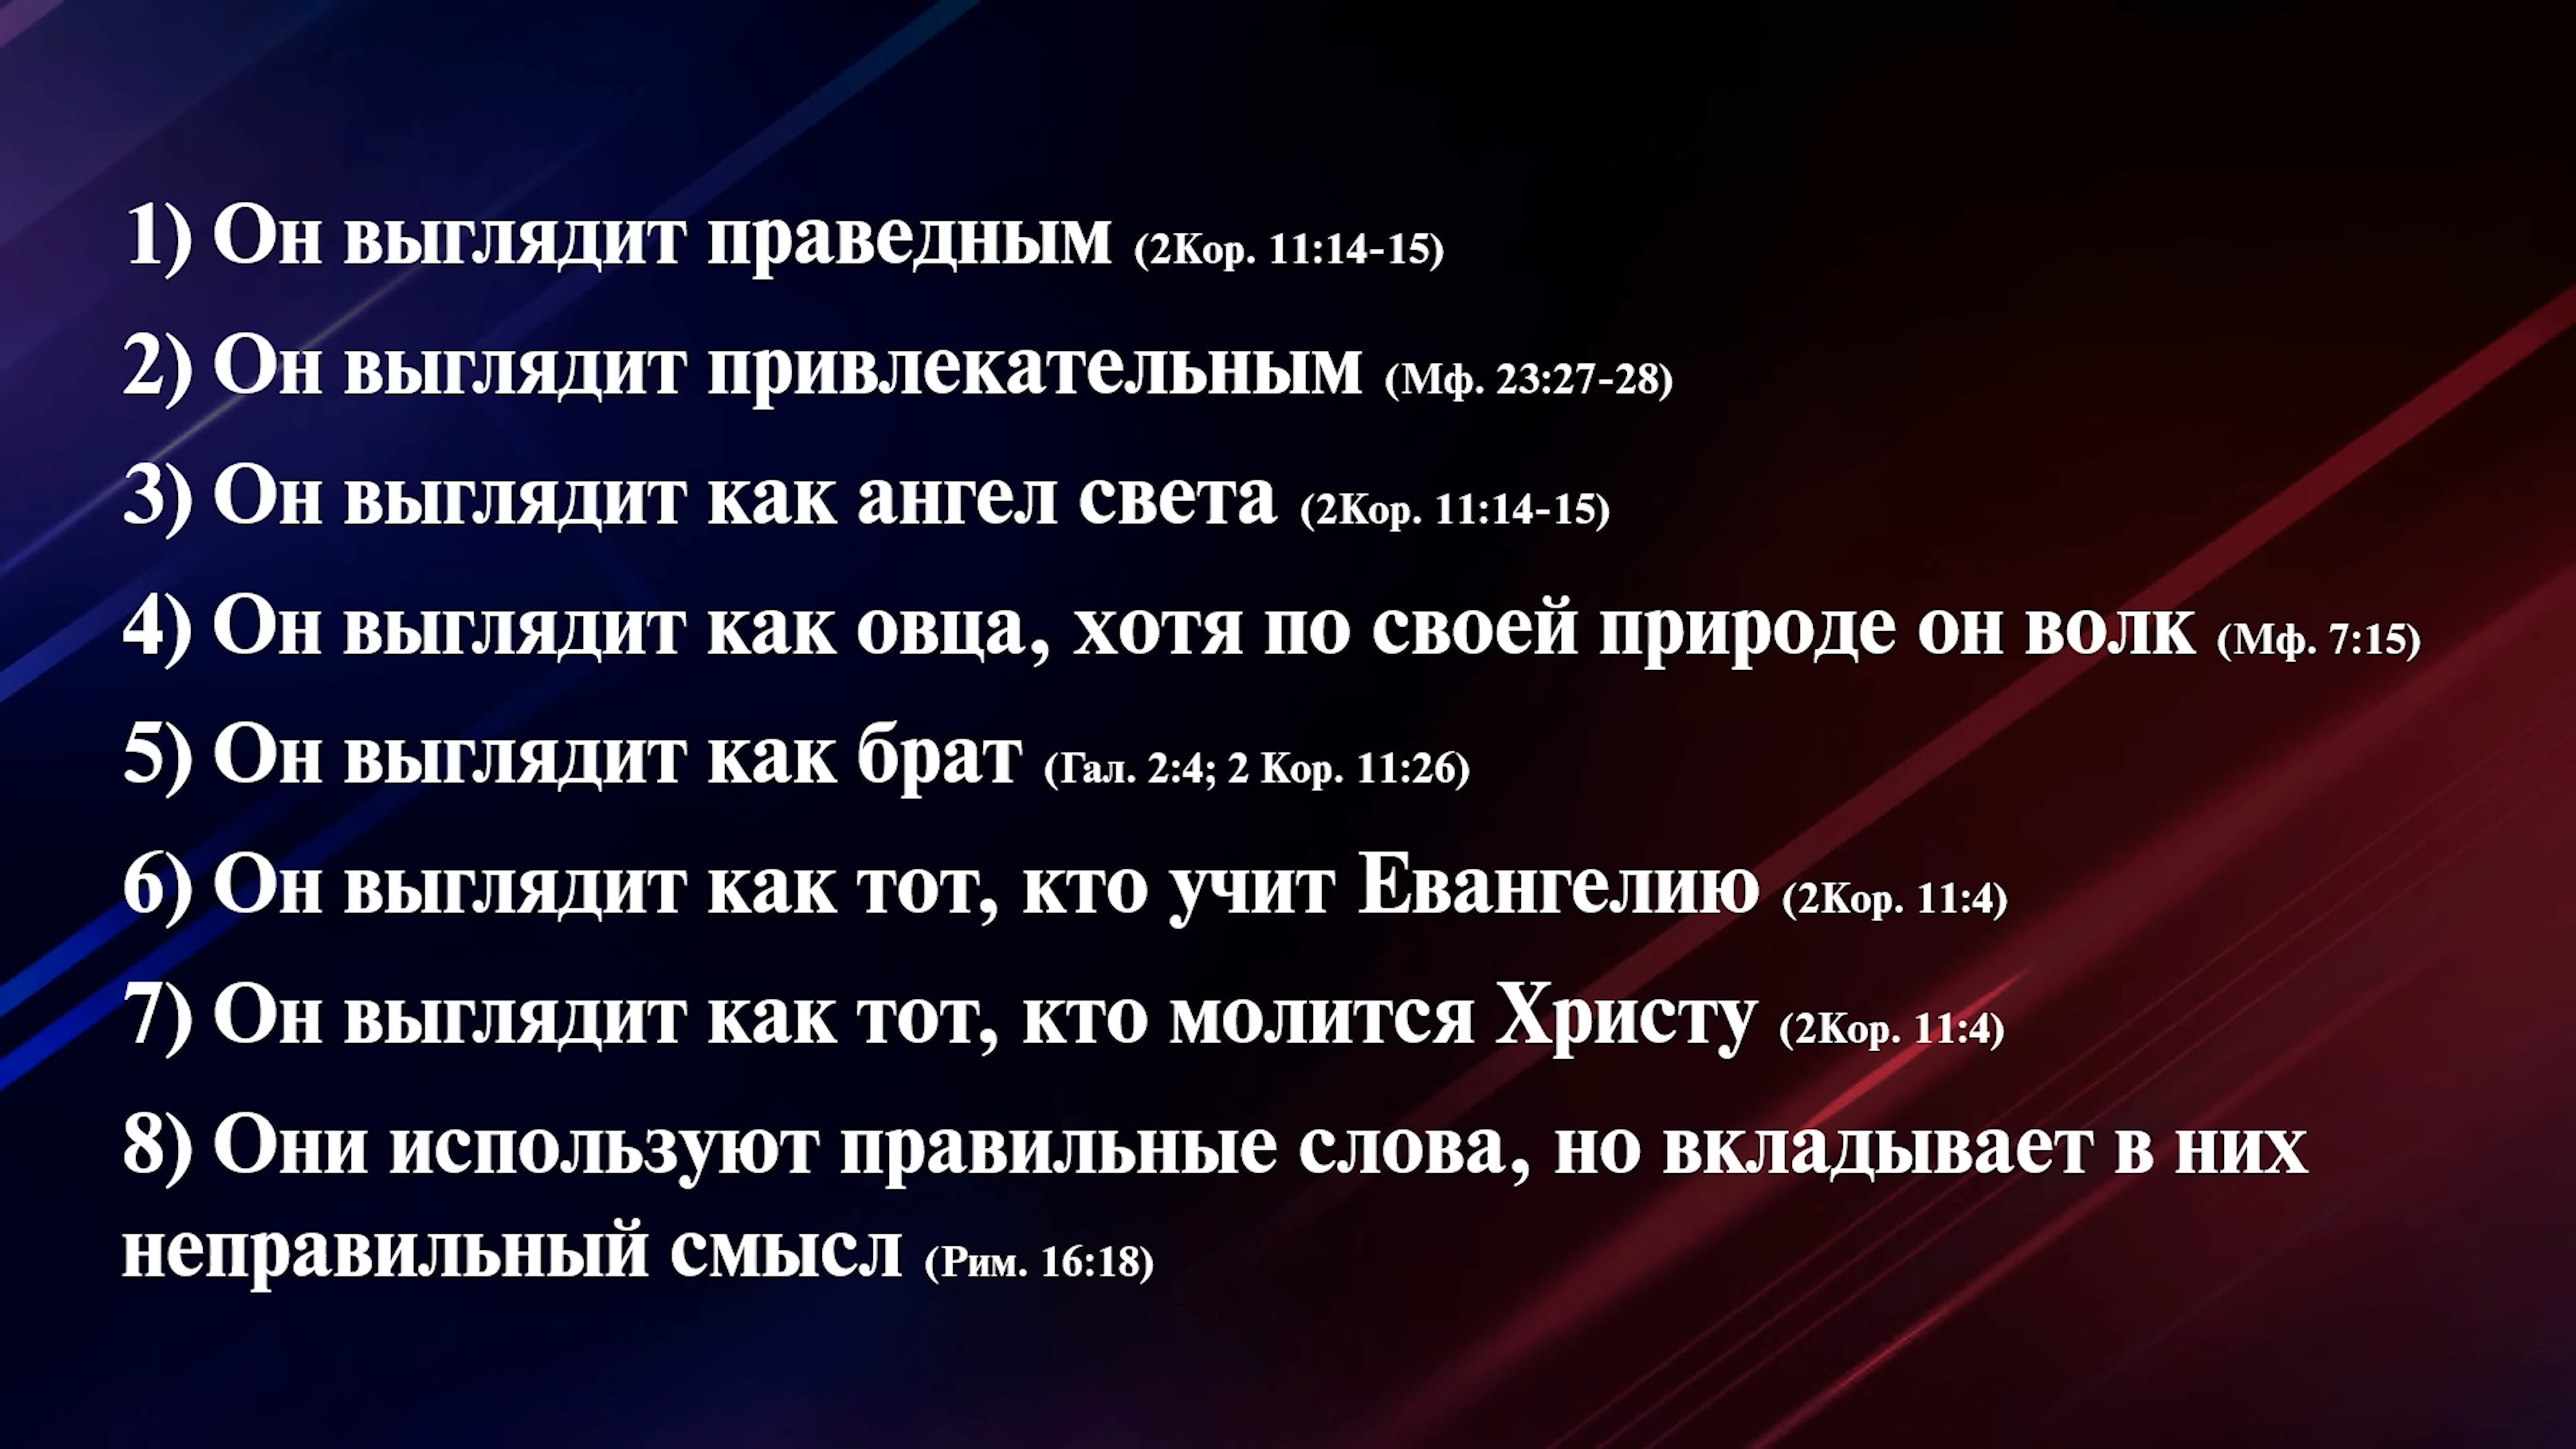 1) Он выглядит праведным (2Кор. 11:14-15)
2) Он выглядит привлекательным (Мф. 23:27-28)
3) Он выглядит как ангел света (2Кор. 11:14-15)
4) Он выглядит как овца, хотя по своей природе он волк (Мф. 7:15)
5) Он выглядит как брат (Гал. 2:4; 2 Кор. 11:26)
6) Он выглядит как тот, кто учит Евангелию (2Кор. 11:4)
7) Он выглядит как тот, кто молится Христу (2Кор. 11:4)
8) Они используют правильные слова, но вкладывает в них
неправильный смысл (Рим. 16:18)